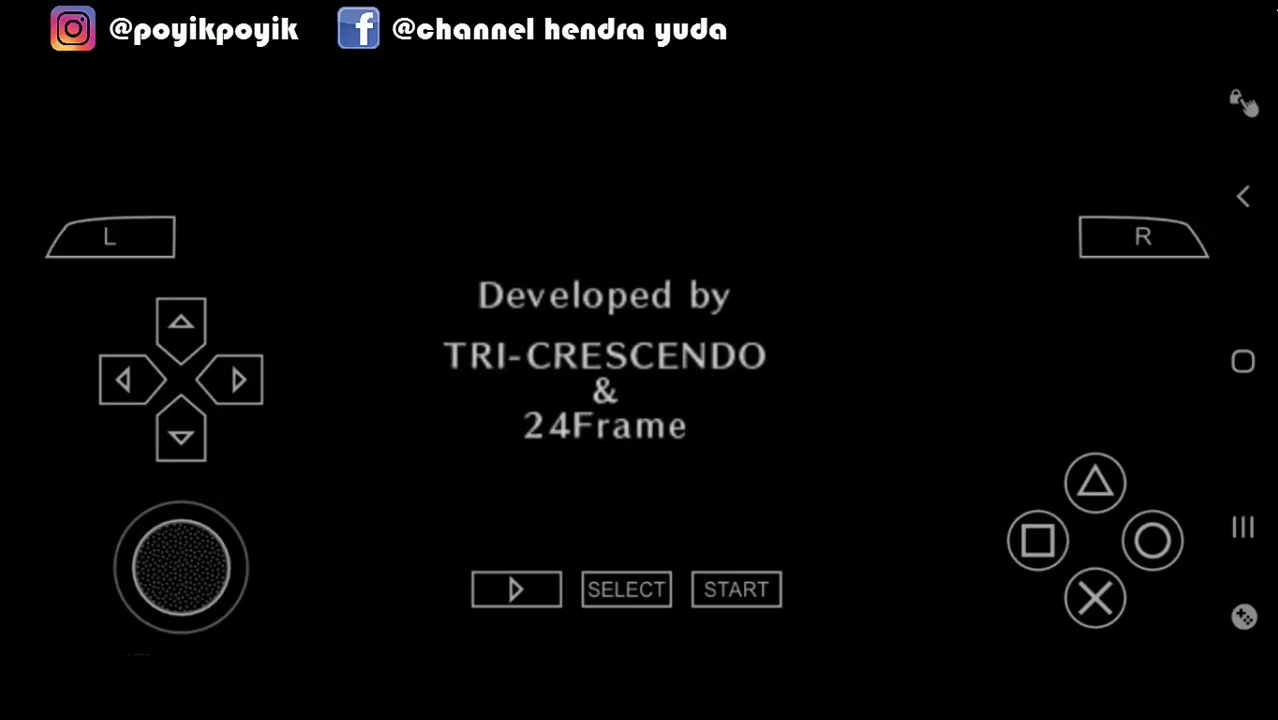 @poyikpoyik @channel hendra yuda
L
R
Developed by
TRI-CRESCENDO
&
24Frame
SELECT
START